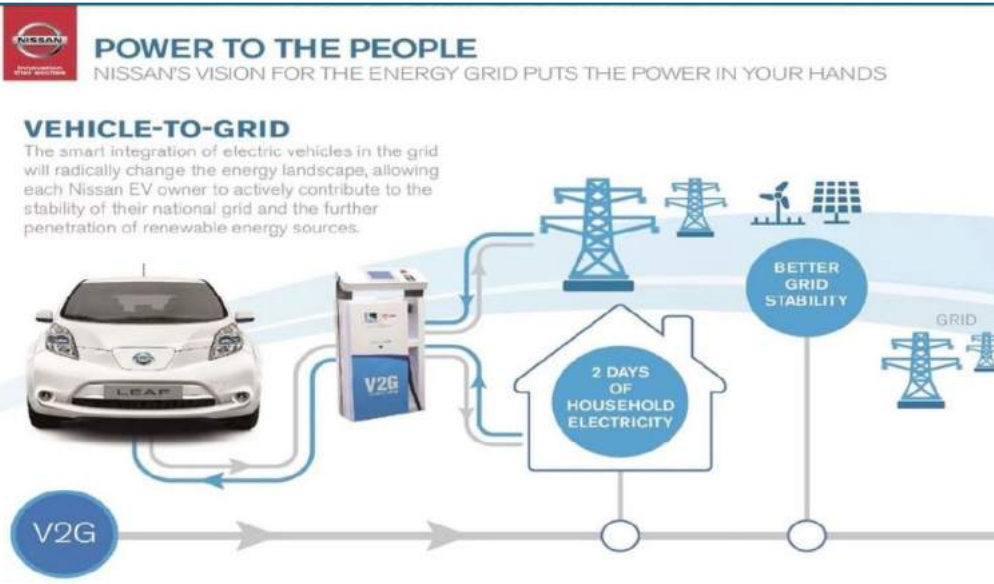 NISSAN
Innovation
that excites
POWER TO THE PEOPLE
NISSAN'S VISION FOR THE ENERGY GRID PUTS THE POWER IN YOUR HANDS
VEHICLE-TO-GRID
The smart integration of electric vehicles in the grid
will radically change the energy landscape, allowing
each Nissan EV owner to actively contribute to the
stability of their national grid and the further
penetration of renewable energy sources.
BETTER
GRID
STABILITY
GRID
2 DAYS
OF
HOUSEHOLD
ELECTRICITY
V2G
LEAF
V2G